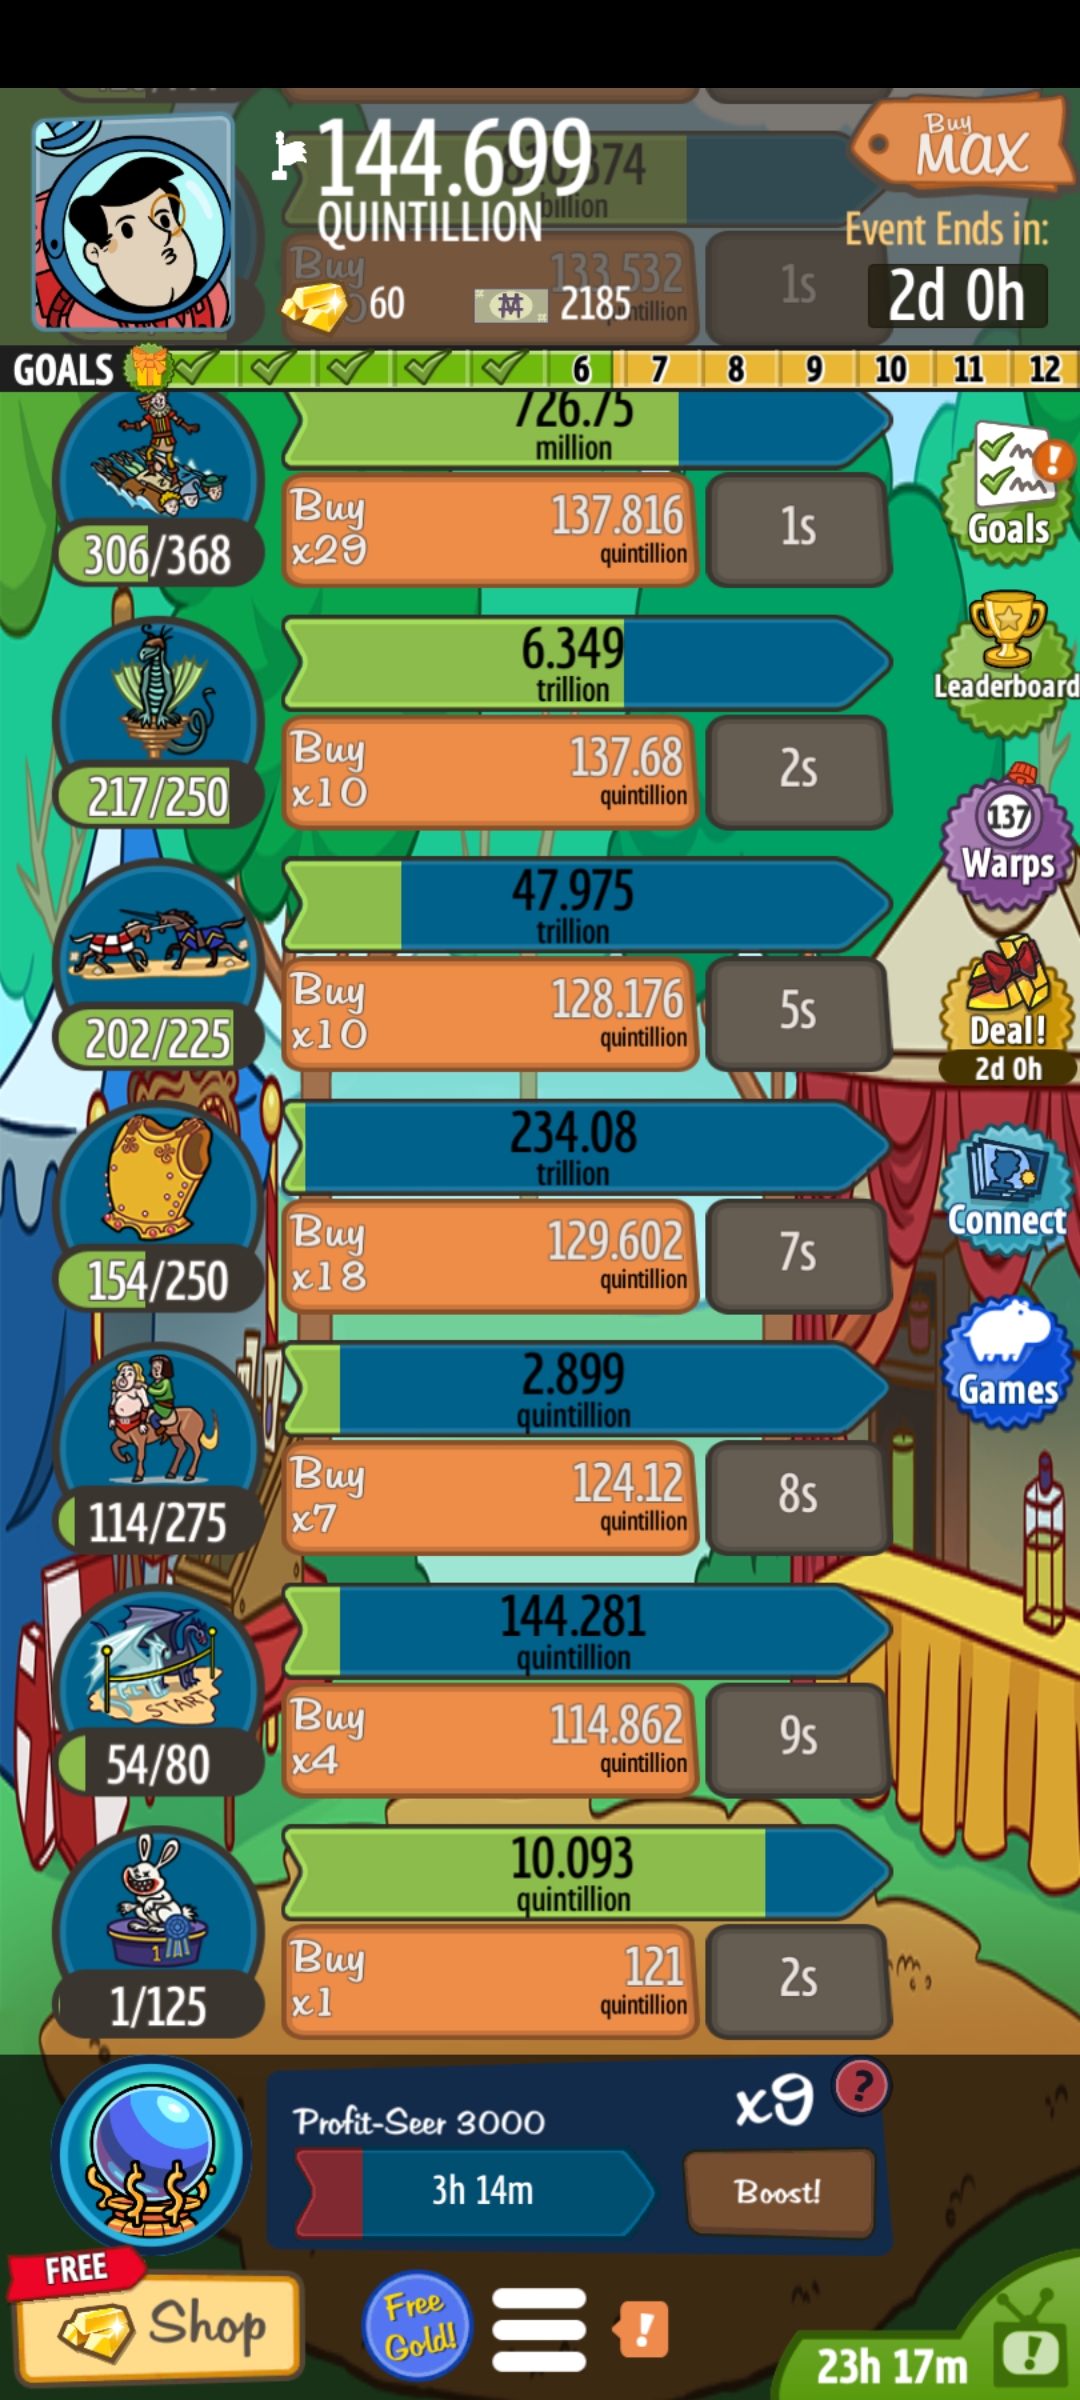 144.699
QUINTILLION
Buy
MAX
Event Ends in:
2d 0h
60
2185
billion
Buy
133.532
1s
GOALS
6
7
8
9
10
11
12
726.75
million
Buy
x29
137.816
quintillion
1s
306/368
Goals
6.349
trillion
Buy
x10
137.68
quintillion
2s
217/250
Leaderboard
137
Warps
47.975
trillion
Buy
x10
128.176
quintillion
5s
202/225
Deal!
2d 0h
234.08
trillion
Buy
x18
129.602
quintillion
7s
154/250
Connect
2.899
quintillion
Buy
x7
124.12
quintillion
8s
114/275
Games
144.281
quintillion
START
Buy
x4
114.862
quintillion
9s
54/80
10.093
quintillion
1
Buy
x1
121
quintillion
2s
1/125
Profit-Seer 3000
x9
?
3h 14m
Boost!
FREE
Shop
Free
Gold!
!
23h 17m
!